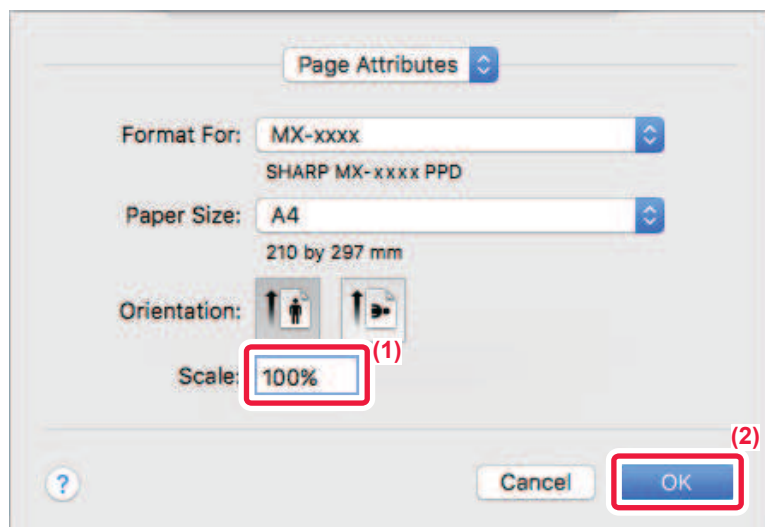 Page Attributes
Format For: MX-xxxx
SHARP MX-xxxx PPD
Paper Size: A4
210 by 297 mm
Orientation:
(1)
Scale: 100%
(2)
? Cancel OK